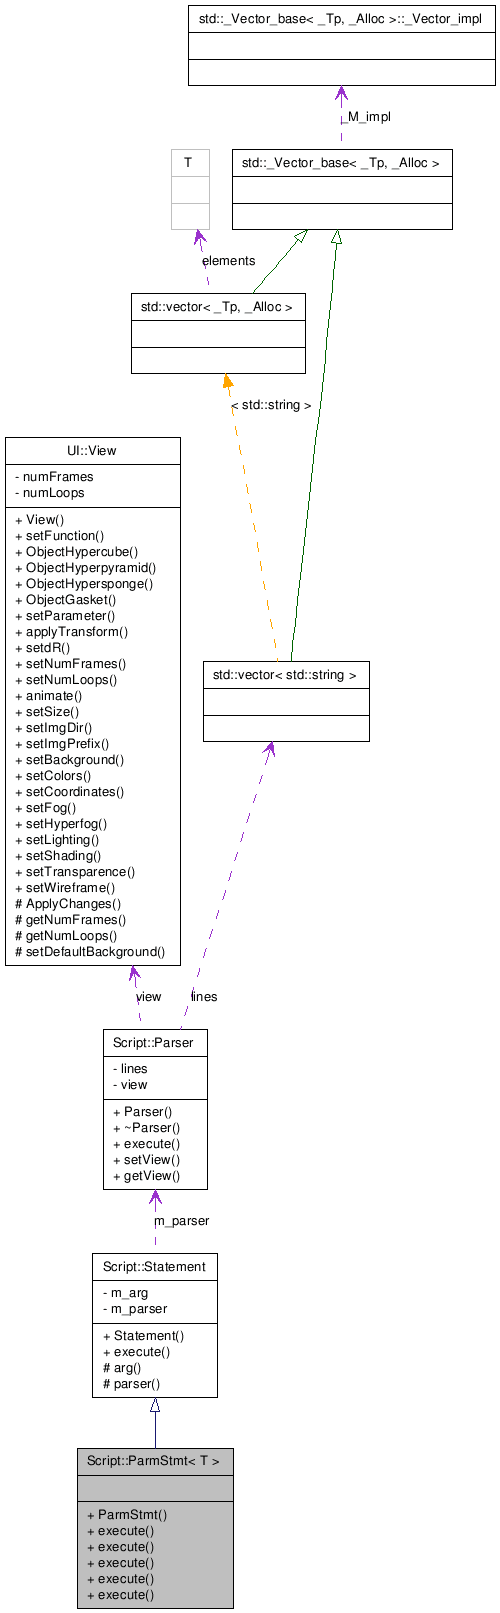 std::_Vector_base< _Tp, _Alloc >::_Vector_impl
_M_impl
T
std::_Vector_base< _Tp, _Alloc >
elements
std::vector< _Tp, _Alloc >
< std::string >
UI::View
- numFrames
- numLoops
+ View()
+ setFunction()
+ ObjectHypercube()
+ ObjectHyperpyramid()
+ ObjectHypersponge()
+ ObjectGasket()
+ setParameter()
+ applyTransform()
+ setdR()
+ setNumFrames()
+ setNumLoops()
+ animate()
+ setSize()
+ setImgDir()
+ setImgPrefix()
+ setBackground()
+ setColors()
+ setCoordinates()
+ setFog()
+ setHyperfog()
+ setLighting()
+ setShading()
+ setTransparence()
+ setWireframe()
# ApplyChanges()
# getNumFrames()
# getNumLoops()
# setDefaultBackground()
std::vector< std::string >
view
lines
Script::Parser
- lines
- view
+ Parser()
+ ~Parser()
+ execute()
+ setView()
+ getView()
m_parser
Script::Statement
- m_arg
- m_parser
+ Statement()
+ execute()
# arg()
# parser()
Script::ParmStmt< T >
+ ParmStmt()
+ execute()
+ execute()
+ execute()
+ execute()
+ execute()